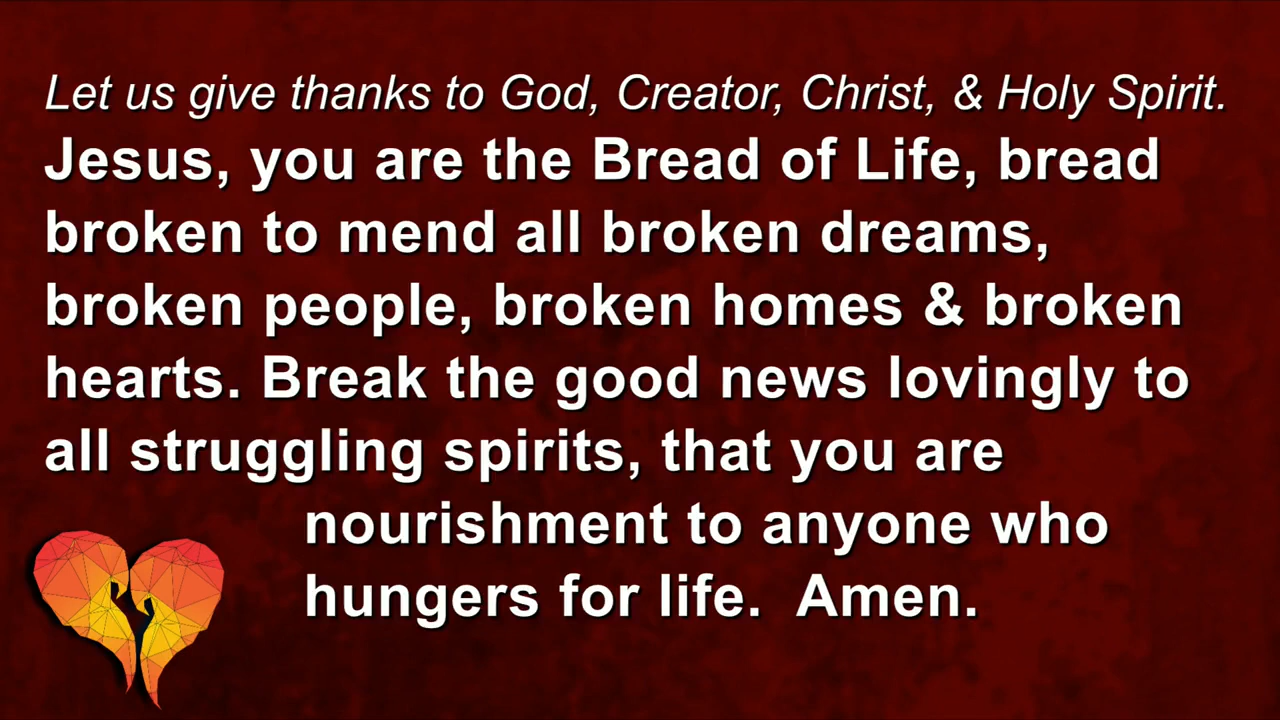 Let us give thanks to God, Creator, Christ, & Holy Spirit.
Jesus, you are the Bread of Life, bread
broken to mend all broken dreams,
broken people, broken homes & broken
hearts. Break the good news lovingly to
all struggling spirits, that you are
nourishment to anyone who
hungers for life.  Amen.